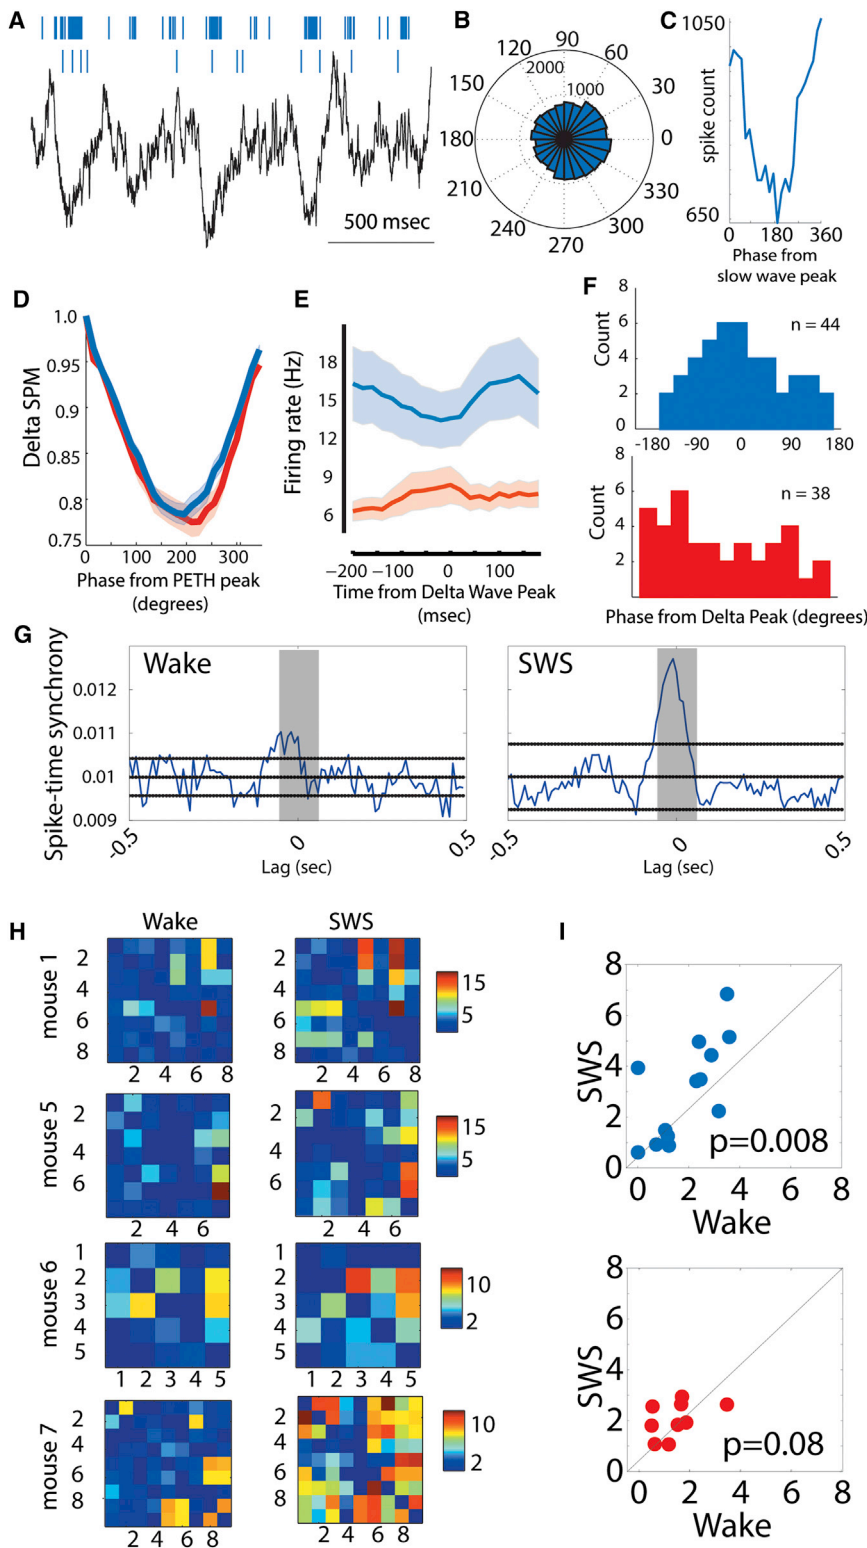 A
500 msec
B
90
120
60
150
30
2000
1000
180
0
210
330
240
300
270
C
1050
spike count
650
0 180 360
Phase from
slow wave peak
D
1.0
0.95
0.9
0.85
0.8
0.75
Delta SPM
0 100 200 300
Phase from PETH peak
(degrees)
E
Firing rate (Hz)
18
15
12
9
6
−200 −100 0 100
Time from Delta Wave Peak
(msec)
F
8
6
4
2
0
Count
n = 44
-180 -90 0 90 180
8
6
4
2
Count
n = 38
Phase from Delta Peak (degrees)
G
Spike-time synchrony
Wake
0.012
0.011
0.01
0.009
-0.5 0 0.5
Lag (sec)
SWS
-0.5 0 0.5
Lag (sec)
H
Wake SWS
mouse 1
2
4
6
8
2 4 6 8
2 4 6 8
15
5
mouse 5
2
4
6
2 4 6
2 4 6
15
5
mouse 6
1
2
3
4
5
1 2 3 4 5
1 2 3 4 5
10
2
mouse 7
2
4
6
8
2 4 6 8
2 4 6 8
10
2
I
8
6
4
2
0
SWS
p=0.008
0 2 4 6 8
Wake
8
6
4
2
0
SWS
p=0.08
0 2 4 6 8
Wake